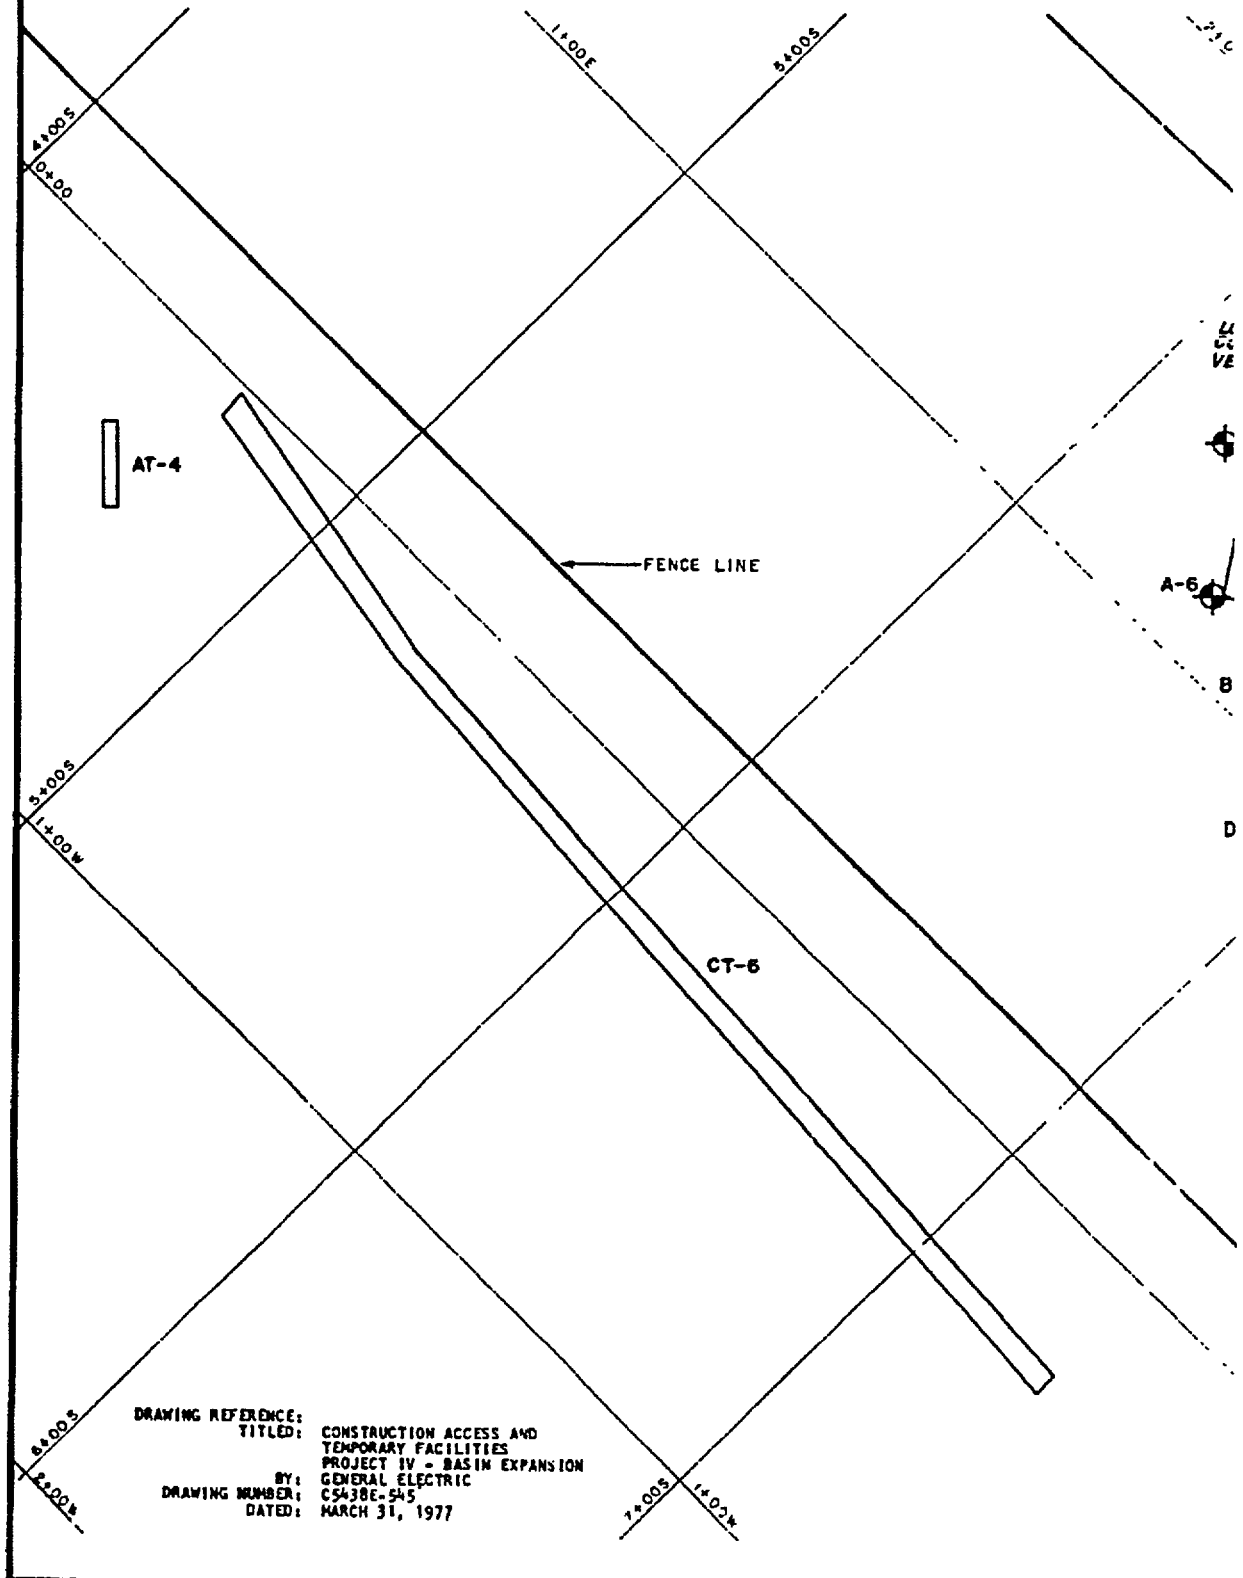 1+00E
5+00S
4+00S
0+00
VE
AT-4
FENCE LINE
A-6
B
5+00S
1+00W
D
CT-6
DRAWING REFERENCE:
TITLED: CONSTRUCTION ACCESS AND
TEMPORARY FACILITIES
PROJECT IV - BASIN EXPANSION
BY: GENERAL ELECTRIC
DRAWING NUMBER: C5438E-545
DATED: MARCH 31, 1977
6+00S
2+00W
7+00S
1+00W